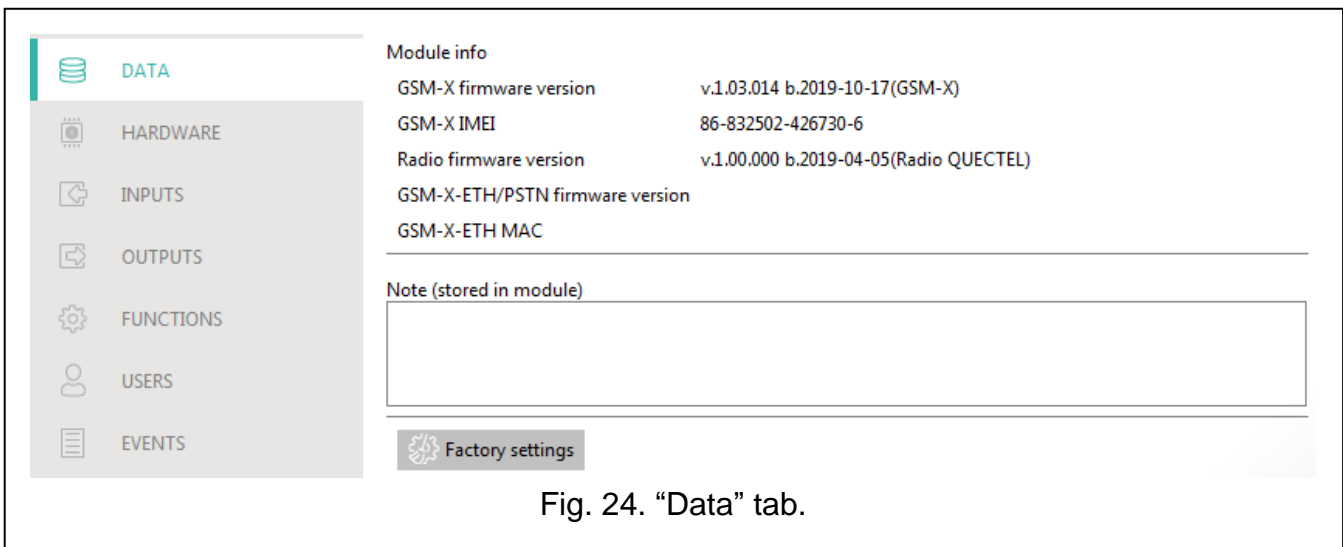 DATA
HARDWARE
INPUTS
OUTPUTS
FUNCTIONS
USERS
EVENTS
Module info
GSM-X firmware version v.1.03.014 b.2019-10-17(GSM-X)
GSM-X IMEI 86-832502-426730-6
Radio firmware version v.1.00.000 b.2019-04-05(Radio QUECTEL)
GSM-X-ETH/PSTN firmware version
GSM-X-ETH MAC
Note (stored in module)
Factory settings
Fig. 24. “Data” tab.